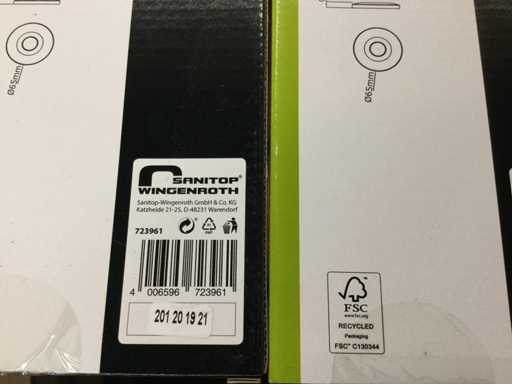 Ø65mm
SANITOP®
WINGENROTH
Sanitop-Wingenroth GmbH & Co. KG
Katzheide 21-25, D-48231 Warendorf
723961
4 006596 723961
201 20 19 21
Ø65mm
FSC
www.fsc.org
RECYCLED
Packaging
FSC® C130344